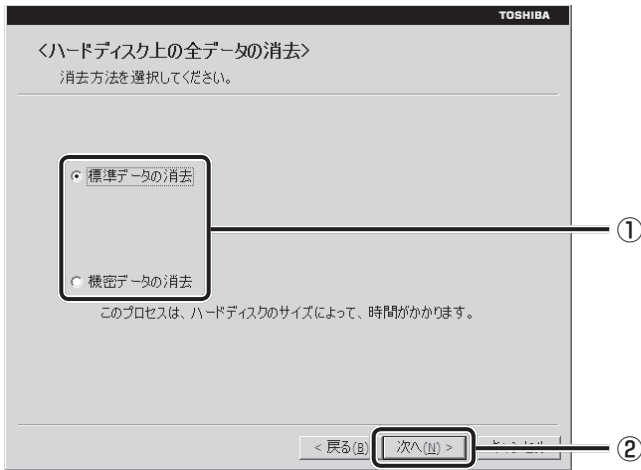 TOSHIBA
<ハードディスク上の全データの消去>
消去方法を選択してください。
標準データの消去
①
機密データの消去
このプロセスは、ハードディスクのサイズによって、時間がかかります。
< 戻る(B) 次へ(N) >
②